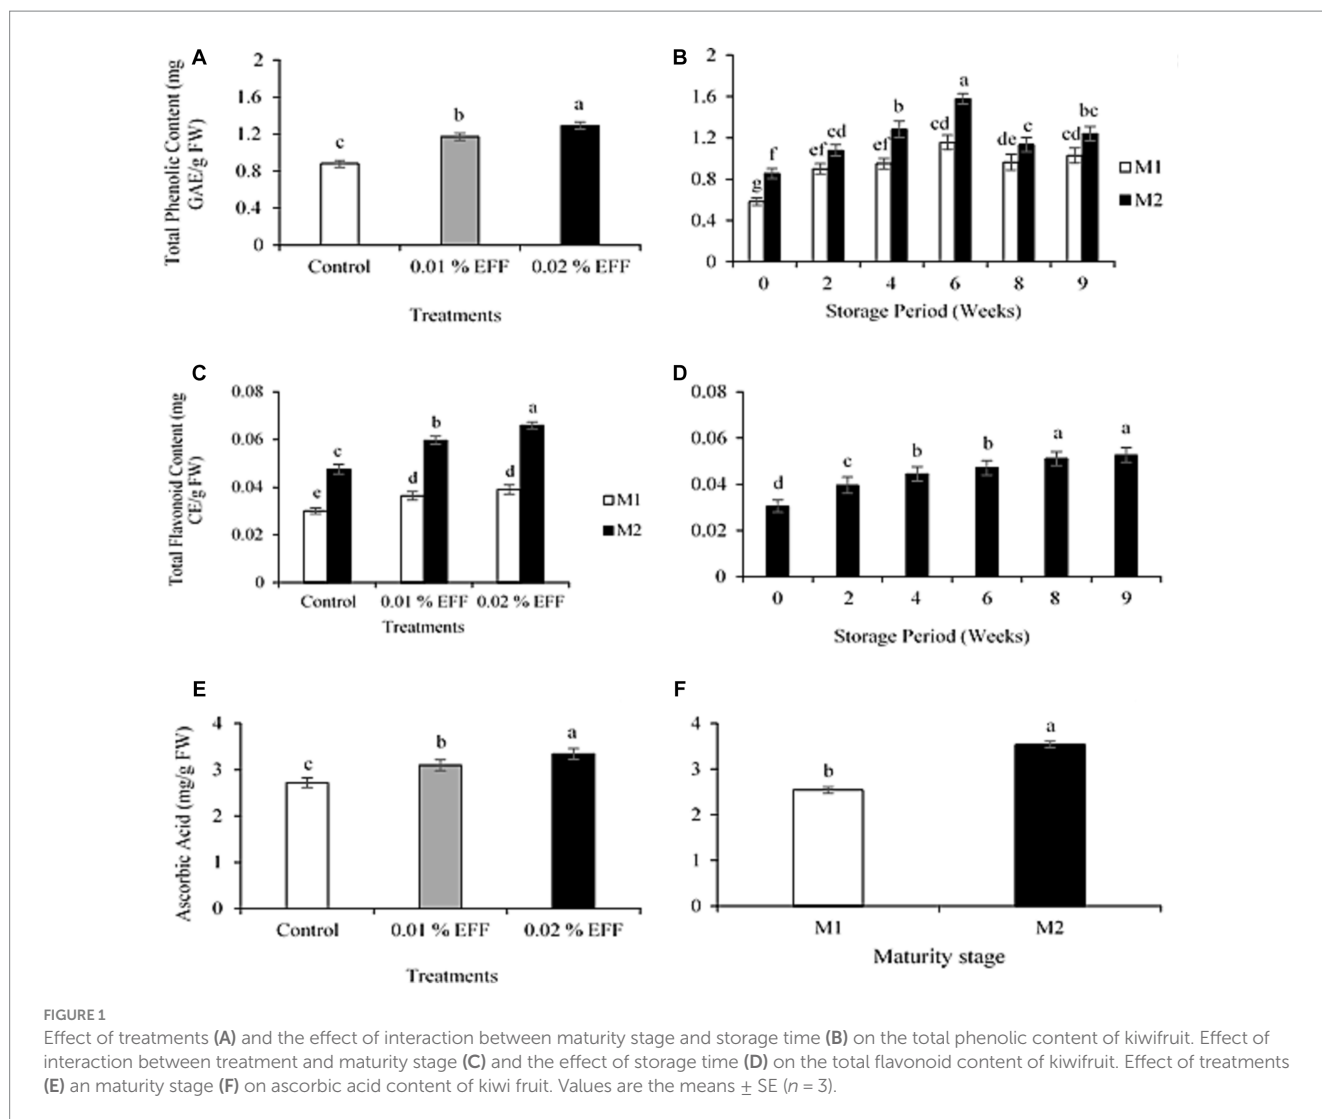 A
Total Phenolic Content (mg
GAE/g FW)
2
1.6
1.2
0.8
0.4
0
c
b
a
Control
0.01 % EFF
0.02 % EFF
Treatments
B
2
1.6
1.2
0.8
0.4
0
g
f
ef
cd
ef
b
cd
a
de
c
cd
bc
0
2
4
6
8
9
Storage Period (Weeks)
M1
M2
C
Total Flavonoid Content (mg
CE/g FW)
0.08
0.06
0.04
0.02
0
e
c
d
b
d
a
Control
0.01 % EFF
0.02 % EFF
Treatments
M1
M2
D
0.08
0.06
0.04
0.02
0
d
c
b
b
a
a
0
2
4
6
8
9
Storage Period (Weeks)
E
Ascorbic Acid (mg/g FW)
4
3
2
1
0
c
b
a
Control
0.01 % EFF
0.02 % EFF
Treatments
F
4
3
2
1
0
b
a
M1
M2
Maturity stage
FIGURE 1
Effect of treatments (A) and the effect of interaction between maturity stage and storage time (B) on the total phenolic content of kiwifruit. Effect of
interaction between treatment and maturity stage (C) and the effect of storage time (D) on the total flavonoid content of kiwifruit. Effect of treatments
(E) an maturity stage (F) on ascorbic acid content of kiwi fruit. Values are the means ± SE (n = 3).